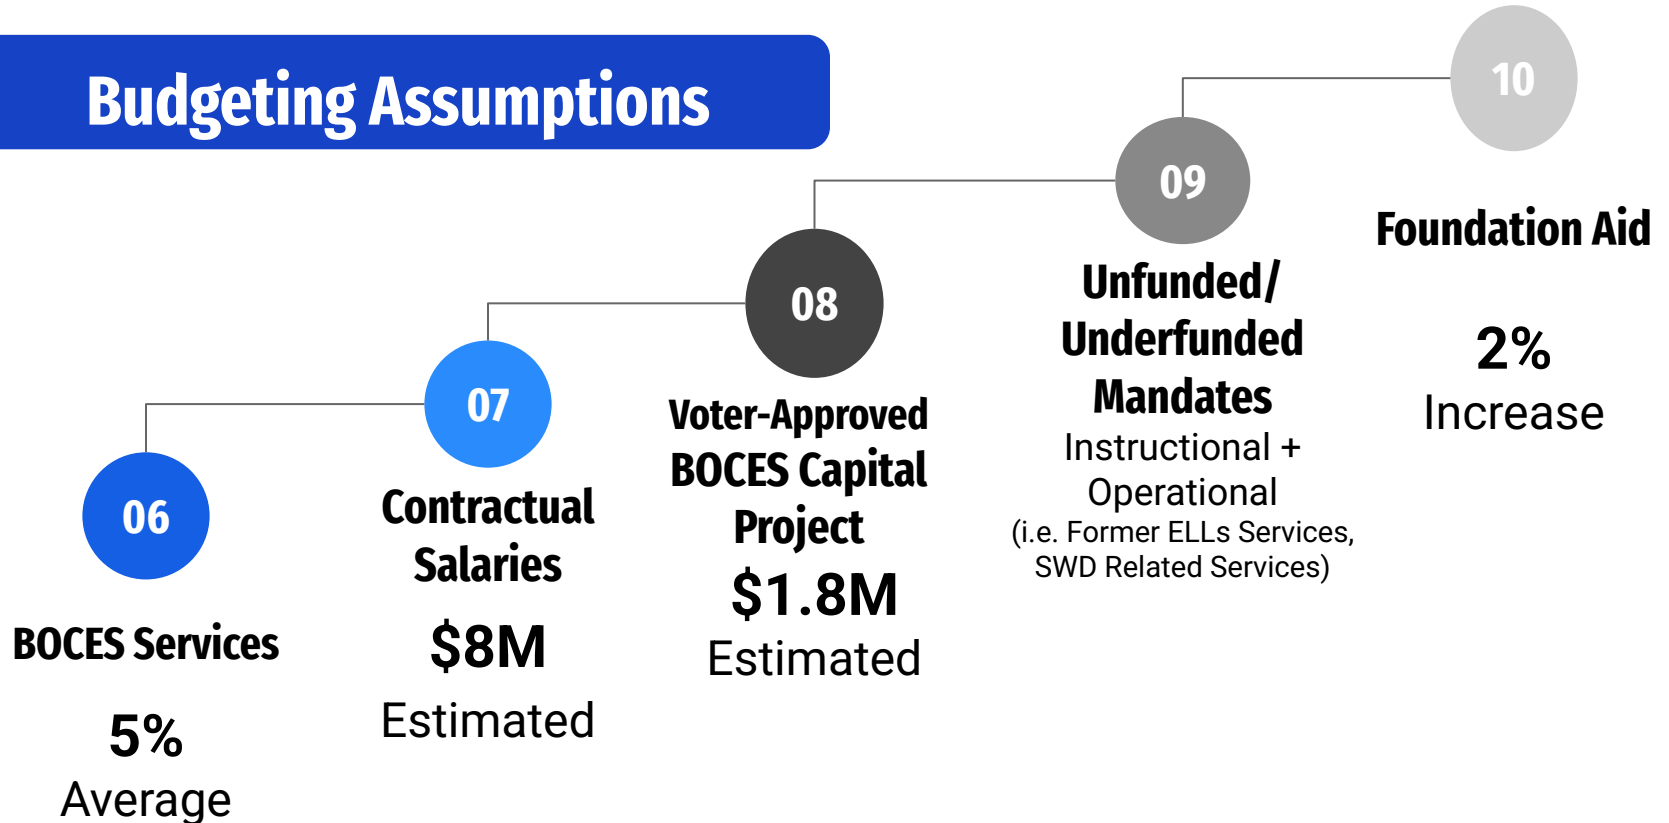 Budgeting Assumptions
06
BOCES Services
5%
Average
07
Contractual
Salaries
$8M
Estimated
08
Voter-Approved
BOCES Capital
Project
$1.8M
Estimated
09
Unfunded/
Underfunded
Mandates
Instructional +
Operational
(i.e. Former ELLs Services,
SWD Related Services)
10
Foundation Aid
2%
Increase